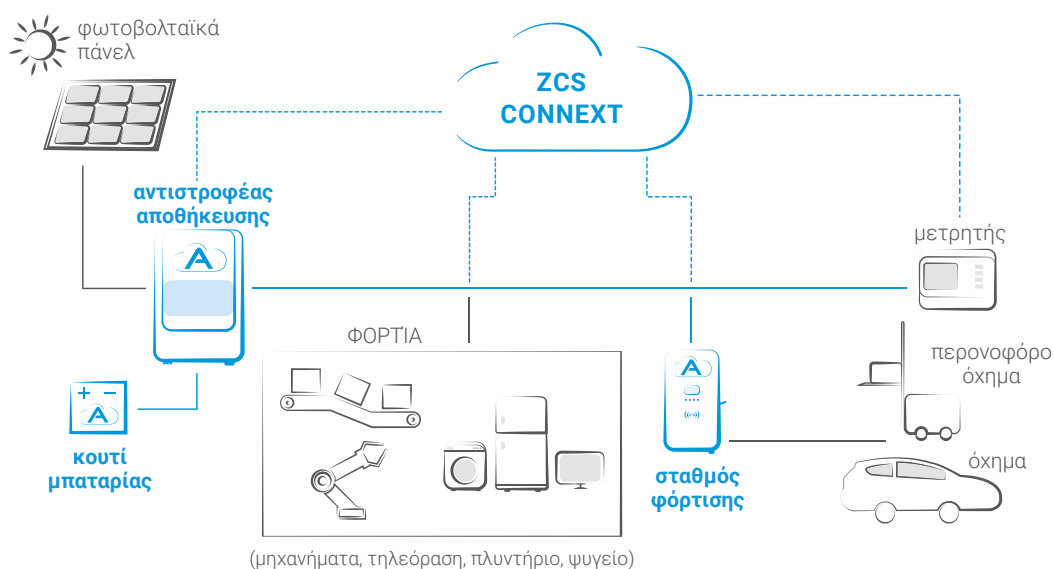 φωτοβολταϊκά
πάνελ
ZCS
CONNEXT
αντιστροφέας
αποθήκευσης
μετρητής
ΦΟΡΤΊΑ
περονοφόρο
όχημα
κουτί
μπαταρίας
σταθμός
φόρτισης
όχημα
(μηχανήματα, τηλεόραση, πλυντήριο, ψυγείο)